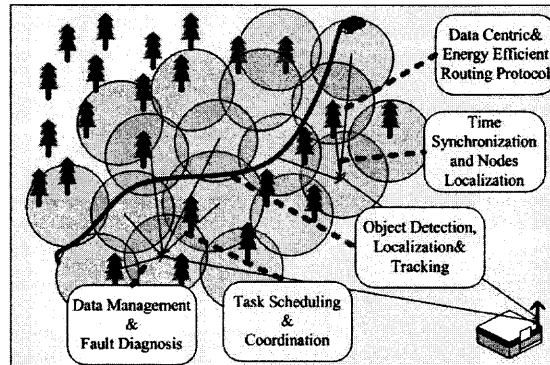 Data Centric&
Energy Efficient
Routing Protocol
Time
Synchronization
and Nodes
Localization
Object Detection,
Localization&
Tracking
Data Management
&
Fault Diagnosis
Task Scheduling
&
Coordination